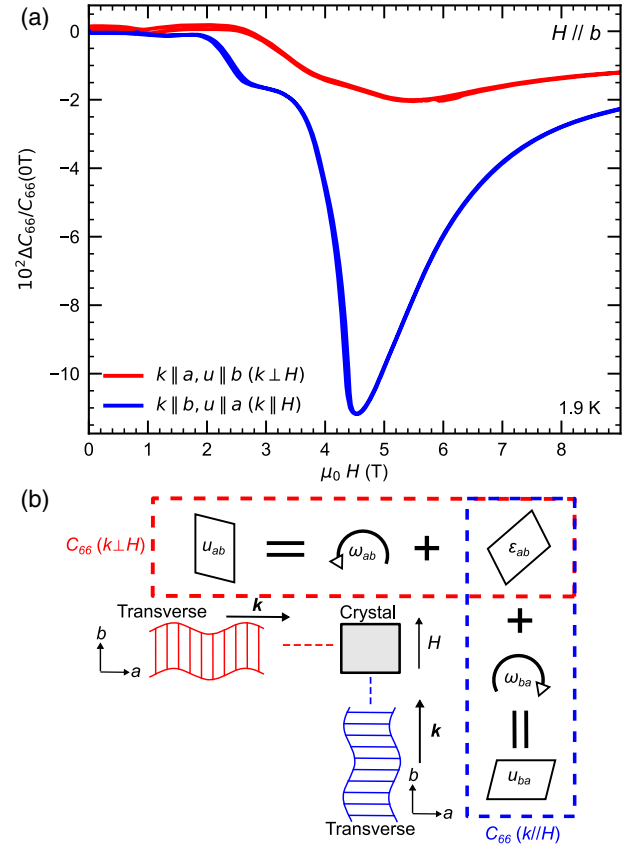 (a)
H // b
10²ΔC₆₆/C₆₆(0T)
0
−2
−4
−6
−8
−10
k ∥ a, u ∥ b (k ⊥ H)
k ∥ b, u ∥ a (k ∥ H)
1.9 K
0 1 2 3 4 5 6 7 8
μ₀ H (T)
(b)
C₆₆ (k⊥H)
u_ab = ω_ab + ε_ab
Transverse
k
b
a
Crystal
H
+
ω_ba
k
=
b
a
u_ba
Transverse
C₆₆ (k//H)